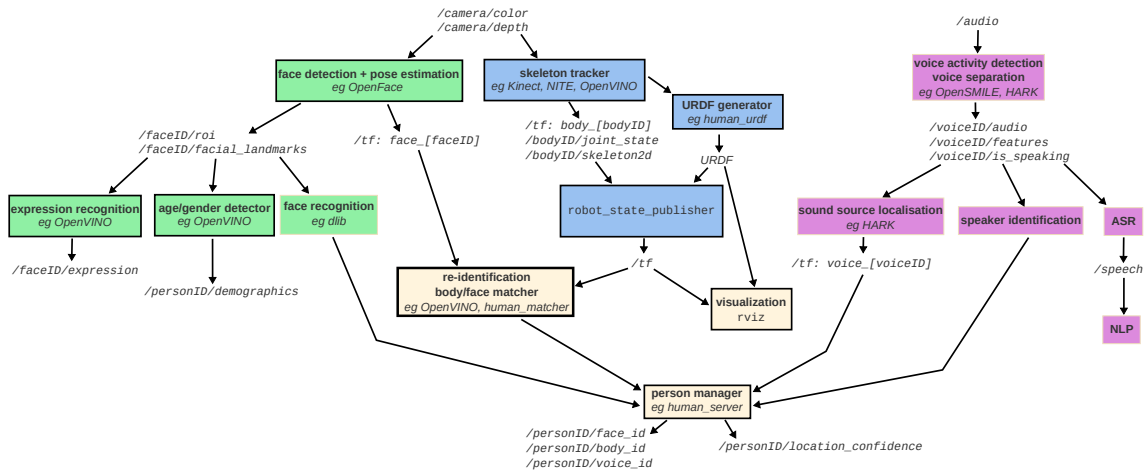 /camera/color
/camera/depth
/audio
face detection + pose estimation
eg OpenFace
skeleton tracker
eg Kinect, NITE, OpenVINO
voice activity detection
voice separation
eg OpenSMILE, HARK
URDF generator
eg human_urdf
/faceID/roi
/faceID/facial_landmarks
/tf: face_[faceID]
/tf: body_[bodyID]
/bodyID/joint_state
/bodyID/skeleton2d
URDF
/voiceID/audio
/voiceID/features
/voiceID/is_speaking
expression recognition
eg OpenVINO
age/gender detector
eg OpenVINO
face recognition
eg dlib
robot_state_publisher
sound source localisation
eg HARK
speaker identification
ASR
/faceID/expression
/personID/demographics
/tf
/tf: voice_[voiceID]
/speech
re-identification
body/face matcher
eg OpenVINO, human_matcher
visualization
rviz
NLP
person manager
eg human_server
/personID/face_id
/personID/body_id
/personID/voice_id
/personID/location_confidence